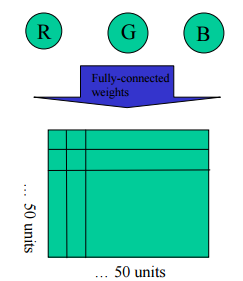 R G B
Fully-connected
weights
... 50 units
... 50 units